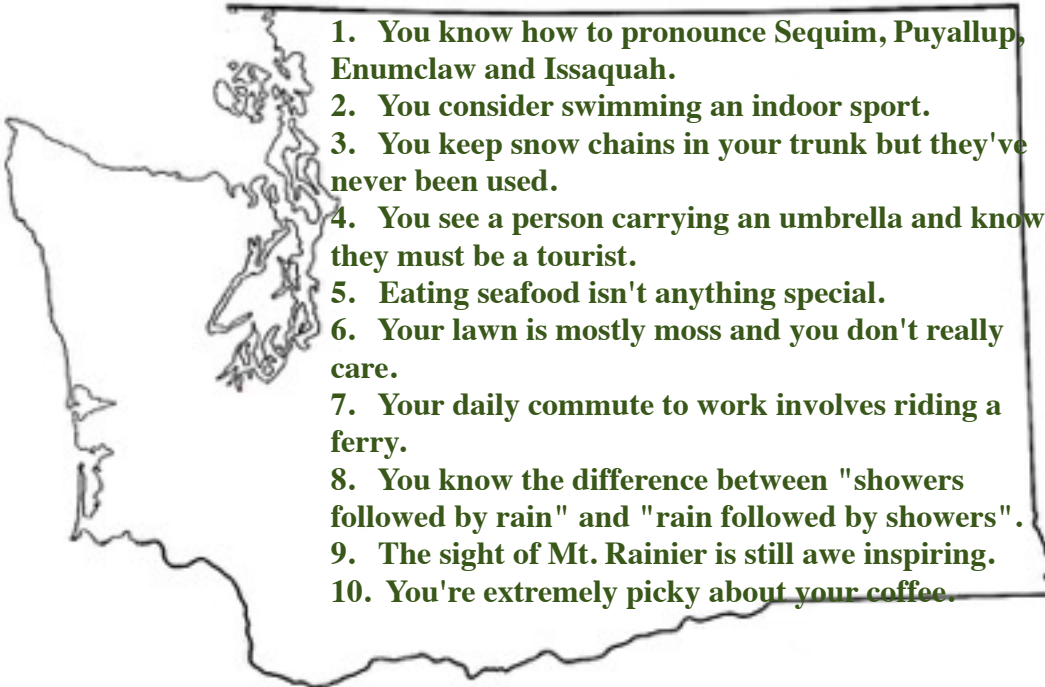 1. You know how to pronounce Sequim, Puyallup,
Enumclaw and Issaquah.
2. You consider swimming an indoor sport.
3. You keep snow chains in your trunk but they've
never been used.
4. You see a person carrying an umbrella and know
they must be a tourist.
5. Eating seafood isn't anything special.
6. Your lawn is mostly moss and you don't really
care.
7. Your daily commute to work involves riding a
ferry.
8. You know the difference between "showers
followed by rain" and "rain followed by showers".
9. The sight of Mt. Rainier is still awe inspiring.
10. You're extremely picky about your coffee.